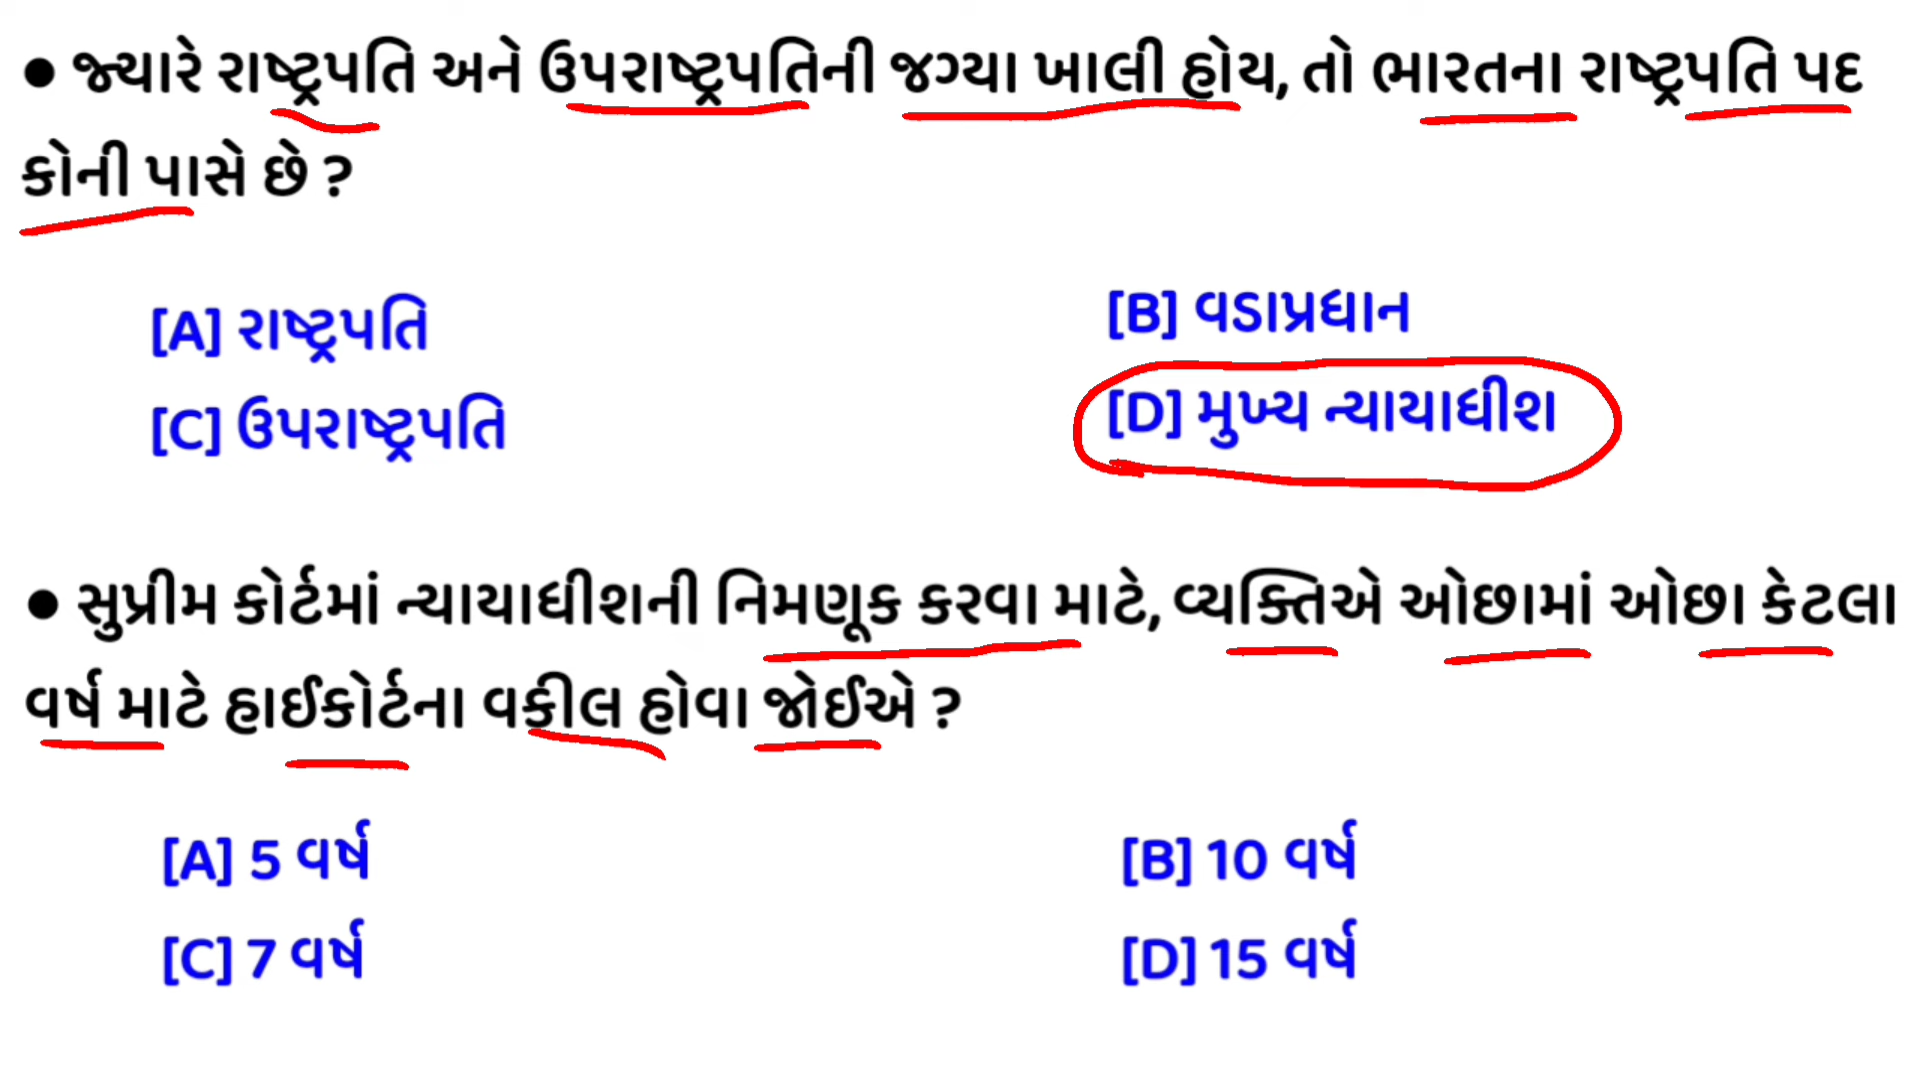 ● જ્યારે રાષ્ટ્રપતિ અને ઉપરાષ્ટ્રપતિની જગ્યા ખાલી હોય, તો ભારતના રાષ્ટ્રપતિ પદ
કોની પાસે છે ?
[A] રાષ્ટ્રપતિ
[B] વડાપ્રધાન
[C] ઉપરાષ્ટ્રપતિ
[D] મુખ્ય ન્યાયાધીશ
● સુપ્રીમ કોર્ટમાં ન્યાયાધીશની નિમણૂક કરવા માટે, વ્યક્તિએ ઓછામાં ઓછા કેટલા
વર્ષ માટે હાઈકોર્ટના વકીલ હોવા જોઈએ ?
[A] 5 વર્ષ
[B] 10 વર્ષ
[C] 7 વર્ષ
[D] 15 વર્ષ